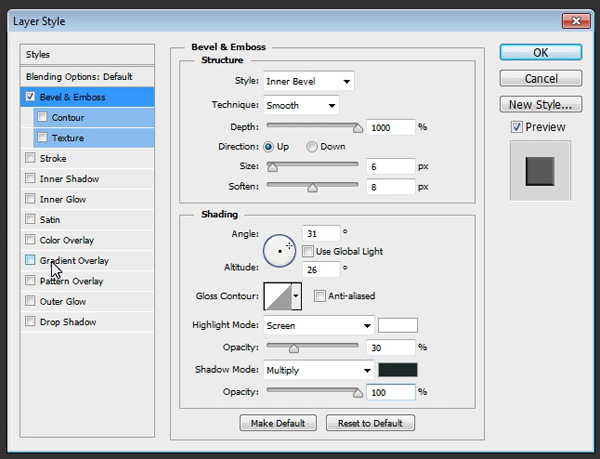 Layer Style
Styles
Blending Options: Default
Bevel & Emboss
Contour
Texture
Stroke
Inner Shadow
Inner Glow
Satin
Color Overlay
Gradient Overlay
Pattern Overlay
Outer Glow
Drop Shadow
Bevel & Emboss
Structure
Style: Inner Bevel
Technique: Smooth
Depth: 1000 %
Direction: Up Down
Size: 6 px
Soften: 8 px
Shading
Angle: 31 °
Use Global Light
Altitude: 26 °
Gloss Contour: Anti-aliased
Highlight Mode: Screen
Opacity: 30 %
Shadow Mode: Multiply
Opacity: 100 %
Make Default Reset to Default
OK
Cancel
New Style...
Preview